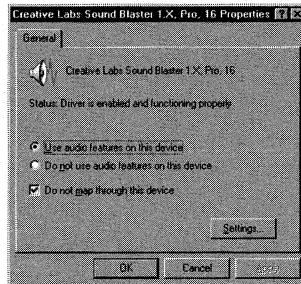 Creative Labs Sound Blaster 1.X, Pro, 16 Properties
General
Creative Labs Sound Blaster 1.X, Pro, 16
Status: Driver is enabled and functioning properly
Use audio features on this device
Do not use audio features on this device
Do not map through this device
Settings...
OK
Cancel
Apply